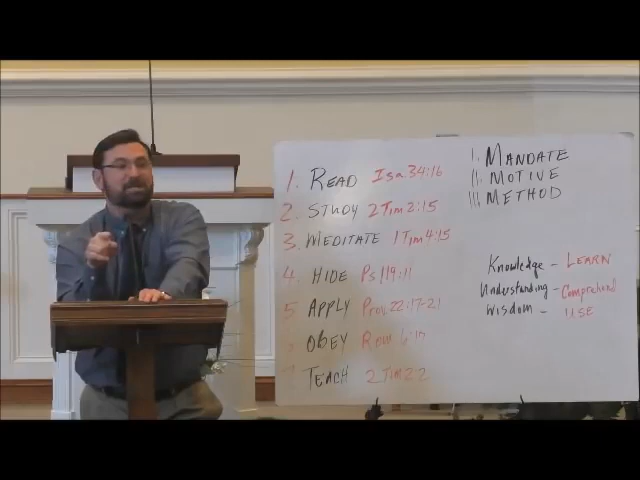 1. READ Isa. 34:16
2. STUDY 2 Tim 2:15
3. MEDITATE 1 Tim 4:15
4. HIDE Ps 119:11
5 APPLY Prov. 22:17-21
OBEY Rom
TEACH 2 Tim 2:2
I. MANDATE
II. MOTIVE
III METHOD
Knowledge - LEARN
Understanding - Comprehend
Wisdom - USE